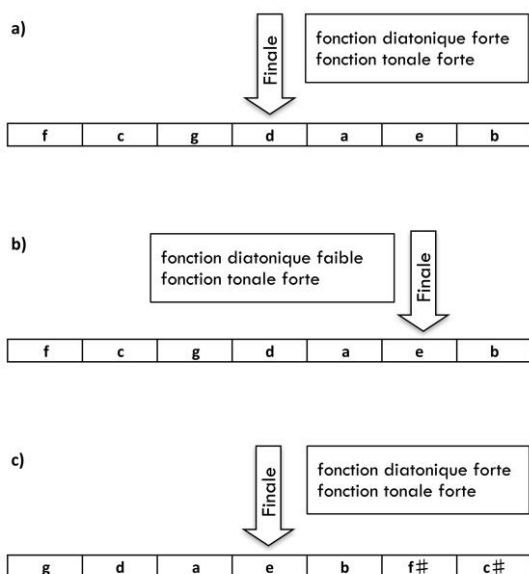 a)
Finale
fonction diatonique forte
fonction tonale forte
f c g d a e b
b)
fonction diatonique faible
fonction tonale forte
Finale
f c g d a e b
c)
Finale
fonction diatonique forte
fonction tonale forte
g d a e b f♯ c♯